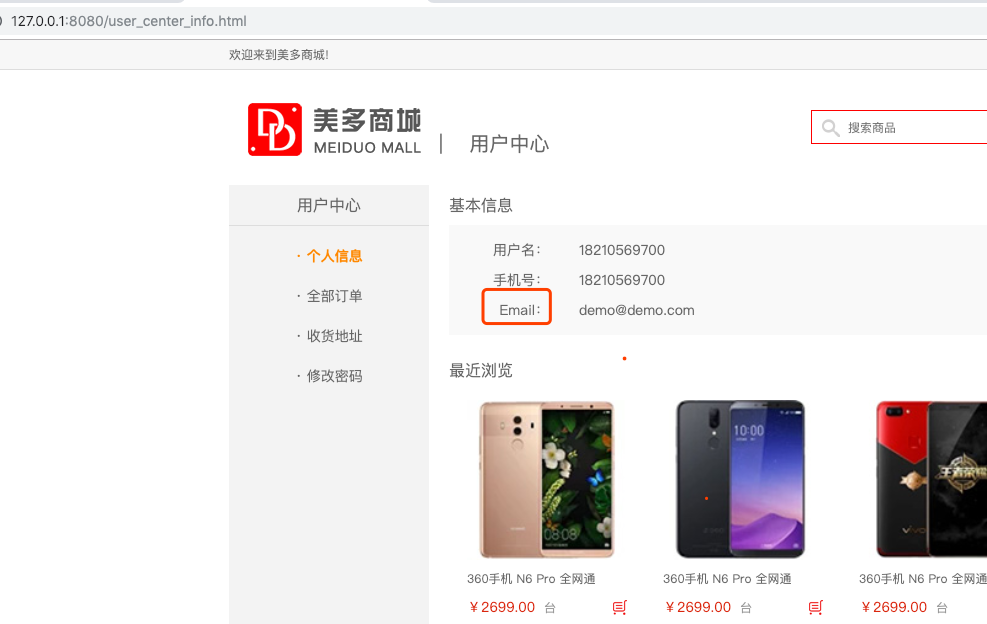 127.0.0.1:8080/user_center_info.html
欢迎来到美多商城!
美多商城
MEIDUO MALL
| 用户中心
搜索商品
用户中心
· 个人信息
· 全部订单
· 收货地址
· 修改密码
基本信息
用户名: 18210569700
手机号: 18210569700
Email: demo@demo.com
最近浏览
10:00
08:08
王者荣耀
vivo
360手机 N6 Pro 全网通
¥2699.00 台
360手机 N6 Pro 全网通
¥2699.00 台
360手机 N6 Pro 全网通
¥2699.00 台